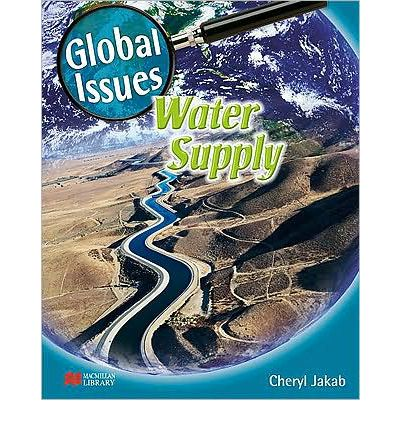 Global
Issues
Water
Supply
MACMILLAN
LIBRARY
Cheryl Jakab